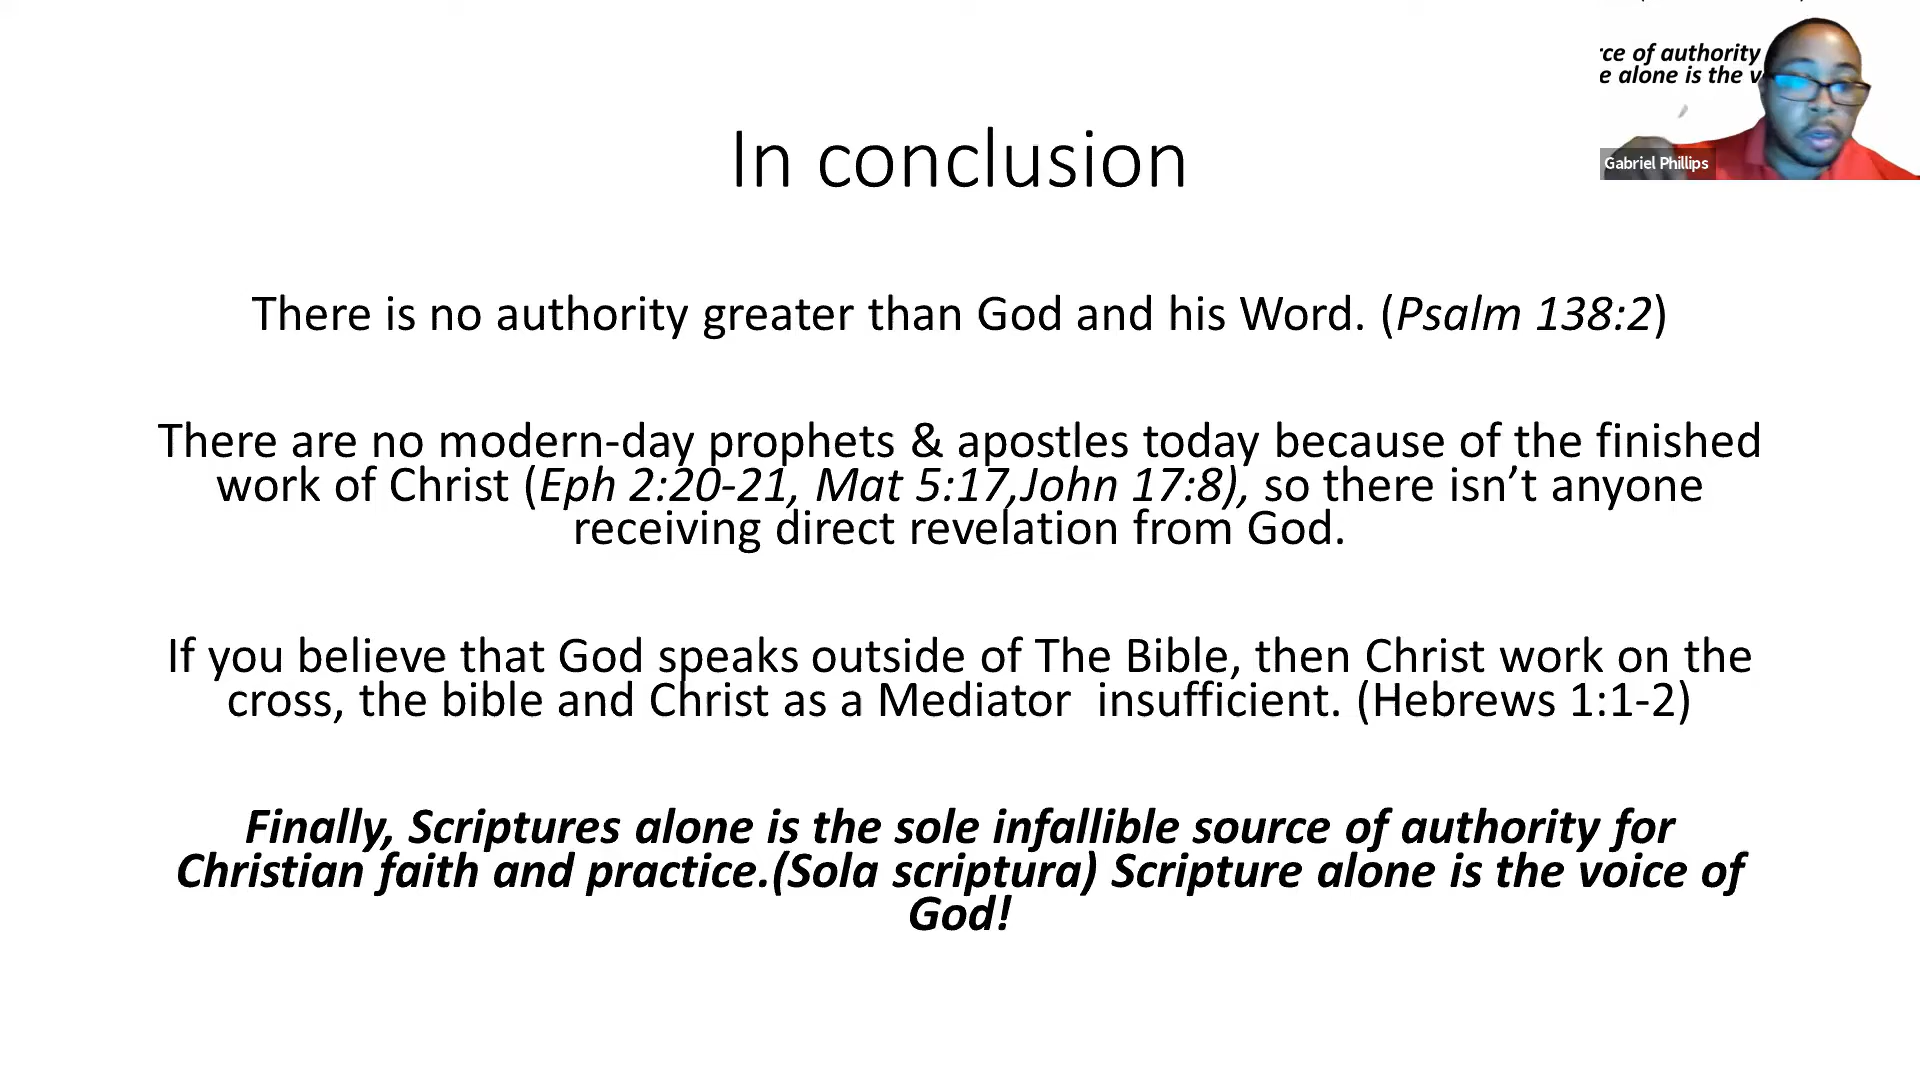 rce of authority
e alone is the v
Gabriel Phillips
In conclusion
There is no authority greater than God and his Word. (Psalm 138:2)
There are no modern-day prophets & apostles today because of the finished
work of Christ (Eph 2:20-21, Mat 5:17,John 17:8), so there isn’t anyone
receiving direct revelation from God.
If you believe that God speaks outside of The Bible, then Christ work on the
cross, the bible and Christ as a Mediator  insufficient. (Hebrews 1:1-2)
Finally, Scriptures alone is the sole infallible source of authority for
Christian faith and practice.(Sola scriptura) Scripture alone is the voice of
God!